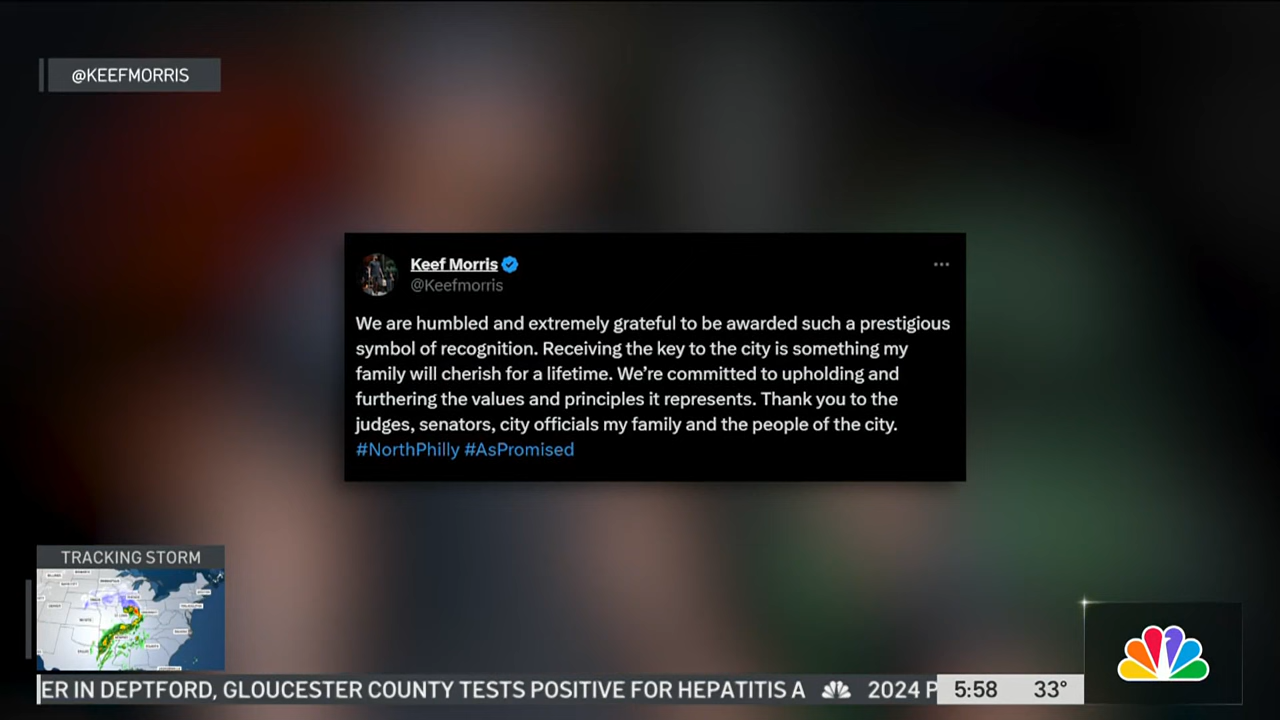 @KEEFMORRIS
Keef Morris
@Keefmorris
We are humbled and extremely grateful to be awarded such a prestigious
symbol of recognition. Receiving the key to the city is something my
family will cherish for a lifetime. We’re committed to upholding and
furthering the values and principles it represents. Thank you to the
judges, senators, city officials my family and the people of the city.
#NorthPhilly #AsPromised
TRACKING STORM
ER IN DEPTFORD, GLOUCESTER COUNTY TESTS POSITIVE FOR HEPATITIS A 2024 P
5:58 33°